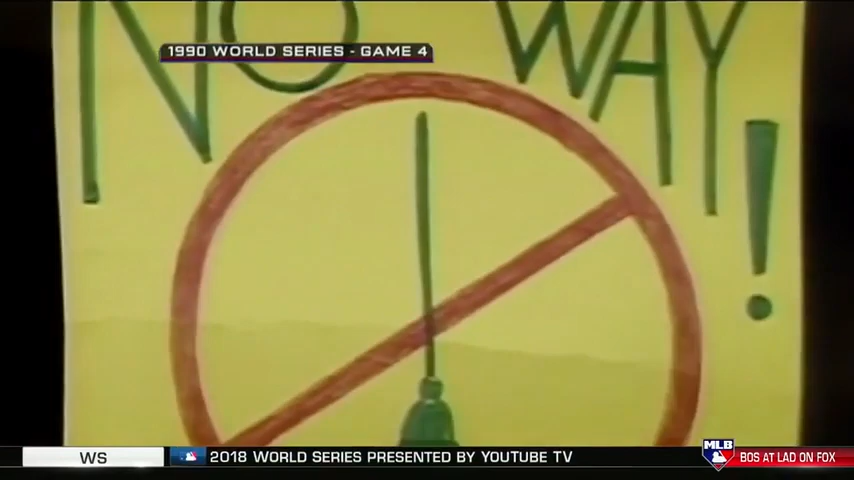 NO WAY!
1990 WORLD SERIES - GAME 4
WS
2018 WORLD SERIES PRESENTED BY YOUTUBE TV
MLB
BOS AT LAD ON FOX